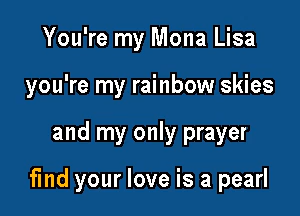 You're my Mona Lisa
you're my rainbow skies
and my only prayer
find your love is a pearl